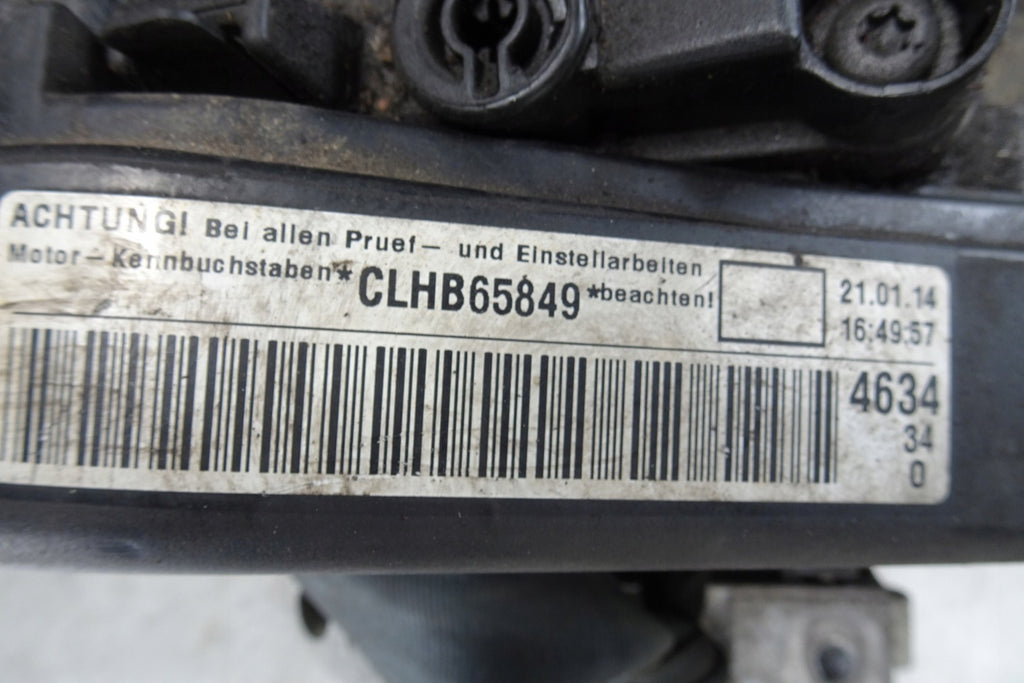 ACHTUNG! Bei allen Pruef- und Einstellarbeiten
Motor-Kennbuchstaben*CLHB65849*beachten!
21.01.14
16:49:57
4634
34
0